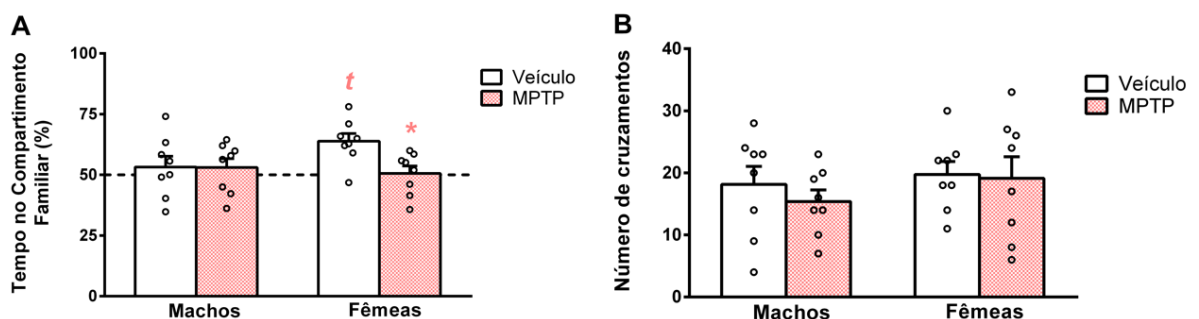 A
Tempo no Compartimento
Familiar (%)
100
75
50
25
0
t
*
Machos
Fêmeas
Veículo
MPTP
B
Número de cruzamentos
40
30
20
10
0
Machos
Fêmeas
Veículo
MPTP